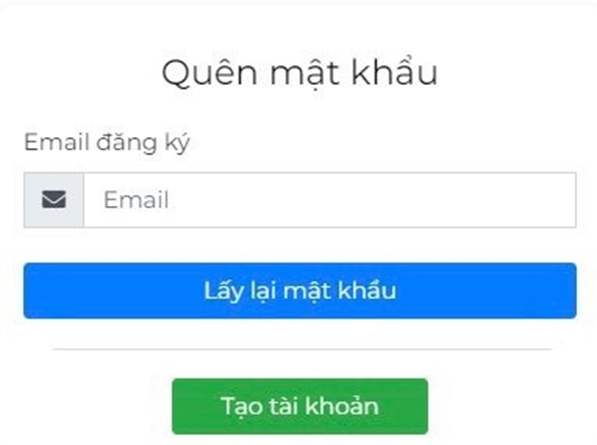 Quên mật khẩu
Email đăng ký
Email
Lấy lại mật khẩu
Tạo tài khoản